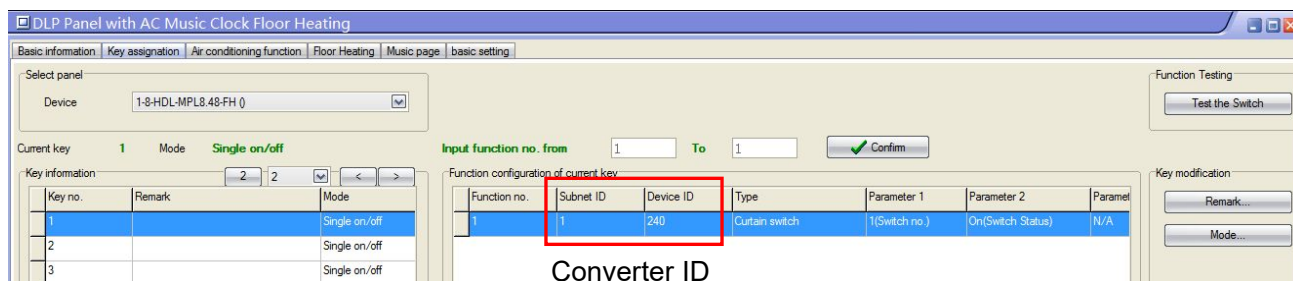 DLP Panel with AC Music Clock Floor Heating
Basic information Key assignation Air conditioning function Floor Heating Music page basic setting
Select panel Function Testing
Device 1-8-HDL-MPL8.48-FH () Test the Switch
Current key 1 Mode Single on/off Input function no. from 1 To 1 Confirm
Key information 2 2 < > Function configuration of current key Key modification
Key no. Remark Mode Function no. Subnet ID Device ID Type Parameter 1 Parameter 2 Paramet Remark...
1 Single on/off 1 1 240 Curtain switch 1(Switch no.) On(Switch Status) N/A
2 Single on/off Mode...
3 Single on/off
Converter ID